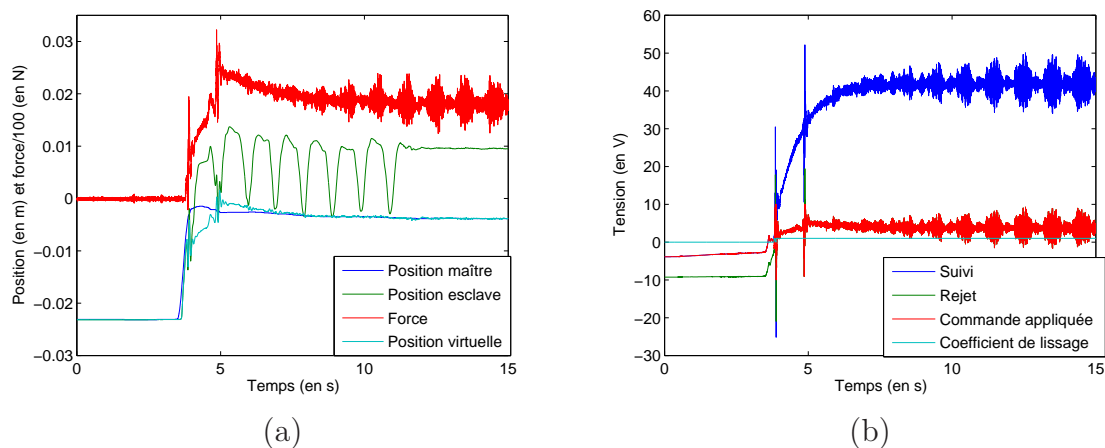 0.03
0.02
0.01
0
−0.01
−0.02
−0.03
Position (en m) et force/100 (en N)
0 5 10 15
Temps (en s)
Position maître
Position esclave
Force
Position virtuelle
(a)
60
50
40
30
20
10
0
−10
−20
−30
Tension (en V)
0 5 10 15
Temps (en s)
Suivi
Rejet
Commande appliquée
Coefficient de lissage
(b)